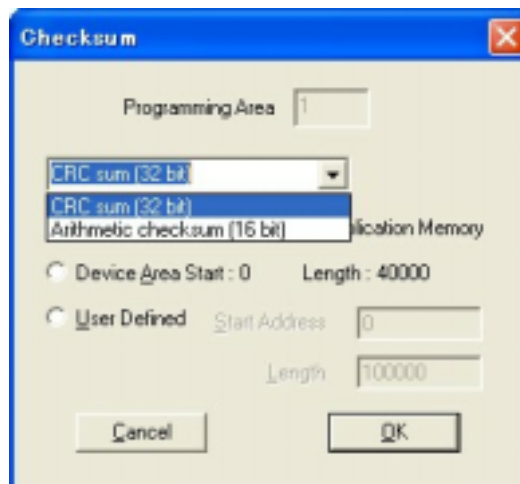 Checksum
Programming Area 1
CRC sum (32 bit)
CRC sum (32 bit)
Arithmetic checksum (16 bit) lication Memory
Device Area Start : 0 Length : 40000
User Defined Start Address 0
Length 100000
Cancel OK